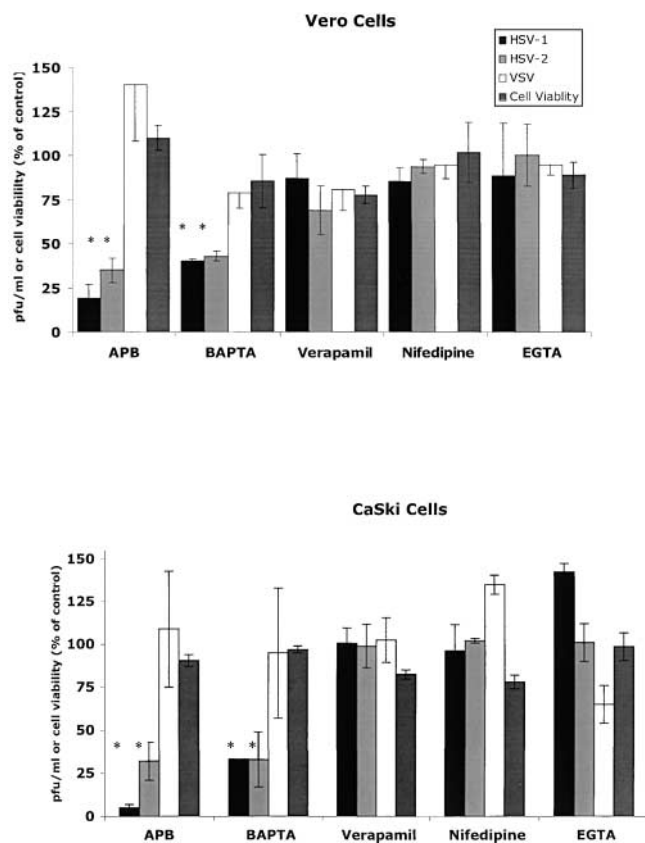 Vero Cells
HSV-1
HSV-2
VSV
Cell Viablity
pfu/ml or cell viabilility (% of control)
150
125
100
75
50
25
0
* * * *
APB BAPTA Verapamil Nifedipine EGTA
CaSki Cells
pfu/ml or cell viability (% of control)
150
125
100
75
50
25
0
* * * *
APB BAPTA Verapamil Nifedipine EGTA